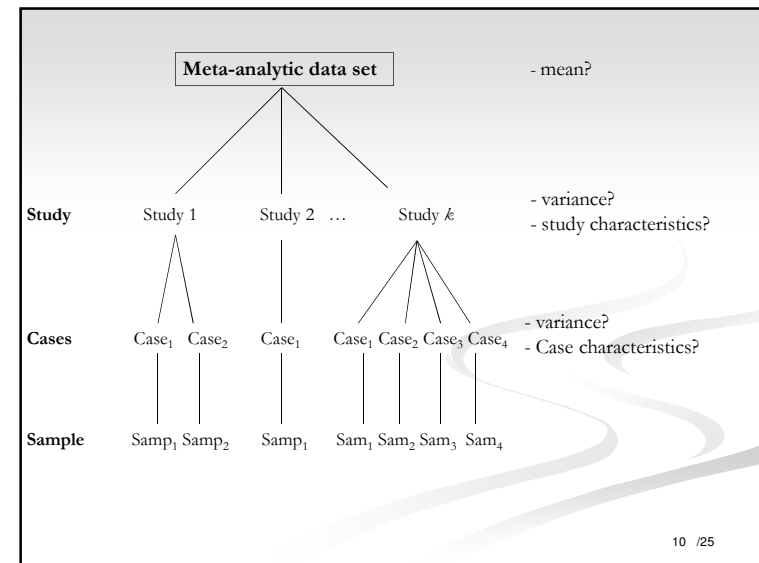 Meta-analytic data set - mean?
- variance?
Study Study 1 Study 2 … Study k
- study characteristics?
- variance?
Cases Case₁ Case₂ Case₁ Case₁ Case₂ Case₃ Case₄
- Case characteristics?
Sample Samp₁ Samp₂ Samp₁ Sam₁ Sam₂ Sam₃ Sam₄
10 /25